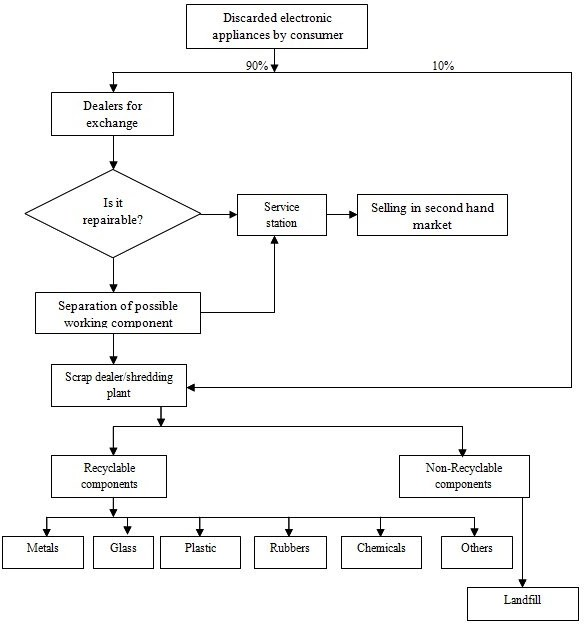 Discarded electronic
appliances by consumer
90%
10%
Dealers for
exchange
Is it
repairable?
Service
station
Selling in second hand
market
Separation of possible
working component
Scrap dealer/shredding
plant
Recyclable
components
Non-Recyclable
components
Metals
Glass
Plastic
Rubbers
Chemicals
Others
Landfill